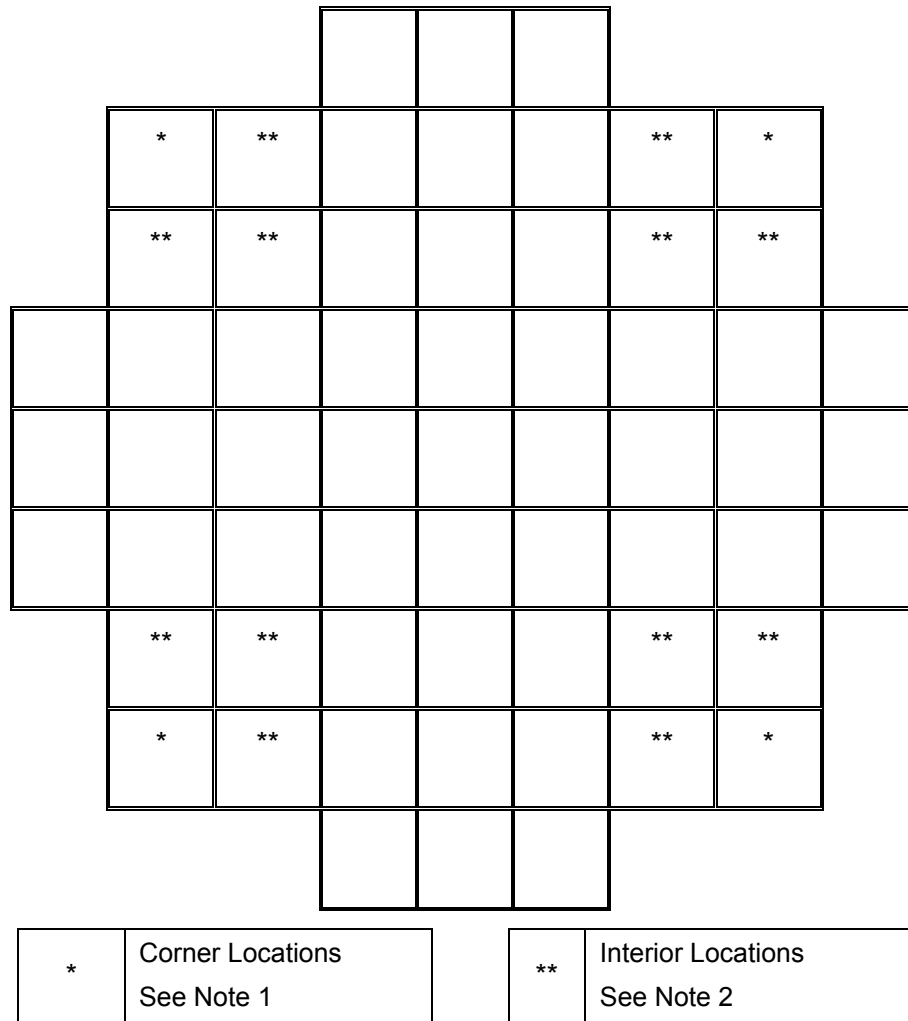 * ** ** *
** ** ** **
** ** ** **
* ** ** *
* Corner Locations
See Note 1
** Interior Locations
See Note 2